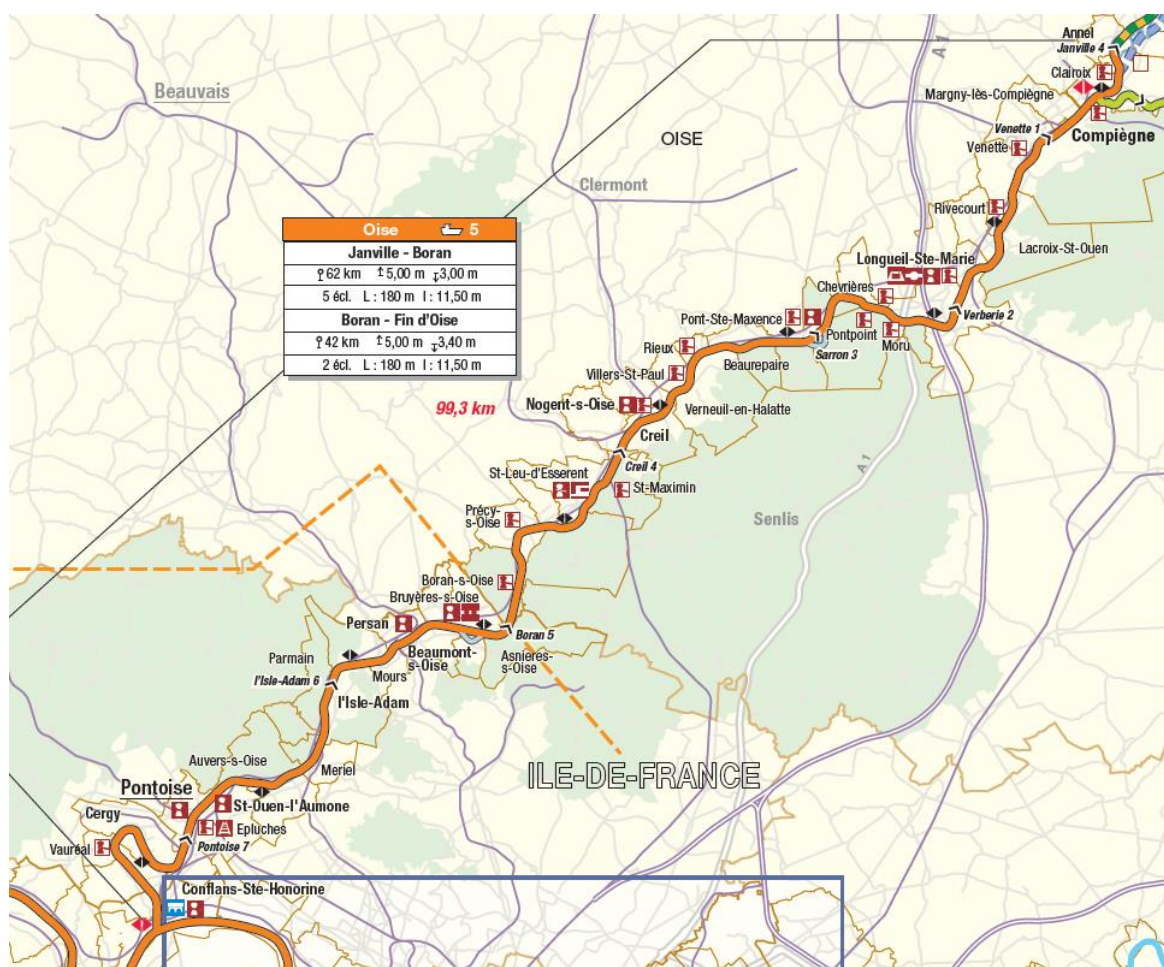 Annel
Janville 4
Clairoix
A 1
Beauvais
Margny-lès-Compiègne
OISE
Venette 1
Compiègne
Venette
Clermont
Rivecourt
Oise 5
Janville - Boran
62 km 5,00 m 3,00 m
5 écl. L : 180 m l : 11,50 m
Boran - Fin d'Oise
42 km 5,00 m 3,40 m
2 écl. L : 180 m l : 11,50 m
Lacroix-St-Ouen
Longueil-Ste-Marie
Chevrières
Verberie 2
Pont-Ste-Maxence
Pontpoint
Moru
Sarron 3
Rieux
Beaurepaire
Villers-St-Paul
99,3 km
Nogent-s-Oise
Verneuil-en-Halatte
Creil
Creil 4
A 1
St-Leu-d'Esserent
St-Maximin
Précy-
s-Oise
Senlis
Boran-s-Oise
Bruyères-s-Oise
Persan
Boran 5
Beaumont-
s-Oise
Asnieres-
s-Oise
Parmain
Mours
l'Isle-Adam 6
l'Isle-Adam
Auvers-s-Oise
Meriel
ILE-DE-FRANCE
Pontoise
St-Ouen-l'Aumone
Cergy
Epluches
Vauréal
Pontoise 7
Conflans-Ste-Honorine